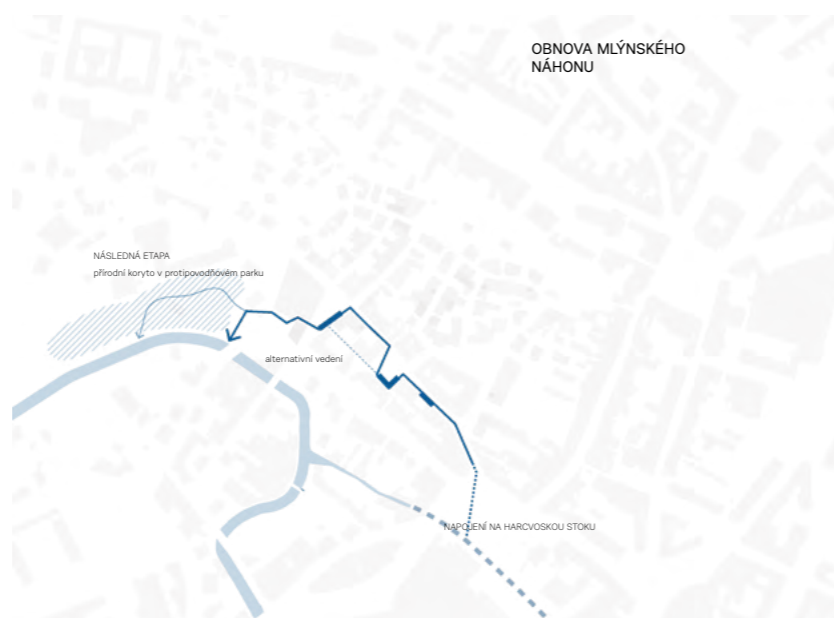 OBNOVA MLÝNSKÉHO
NÁHONU
NÁSLEDNÁ ETAPA
přírodní koryto v protipovodňovém parku
alternativní vedení
NAPOJENÍ NA HARCVOSKOU STOKU